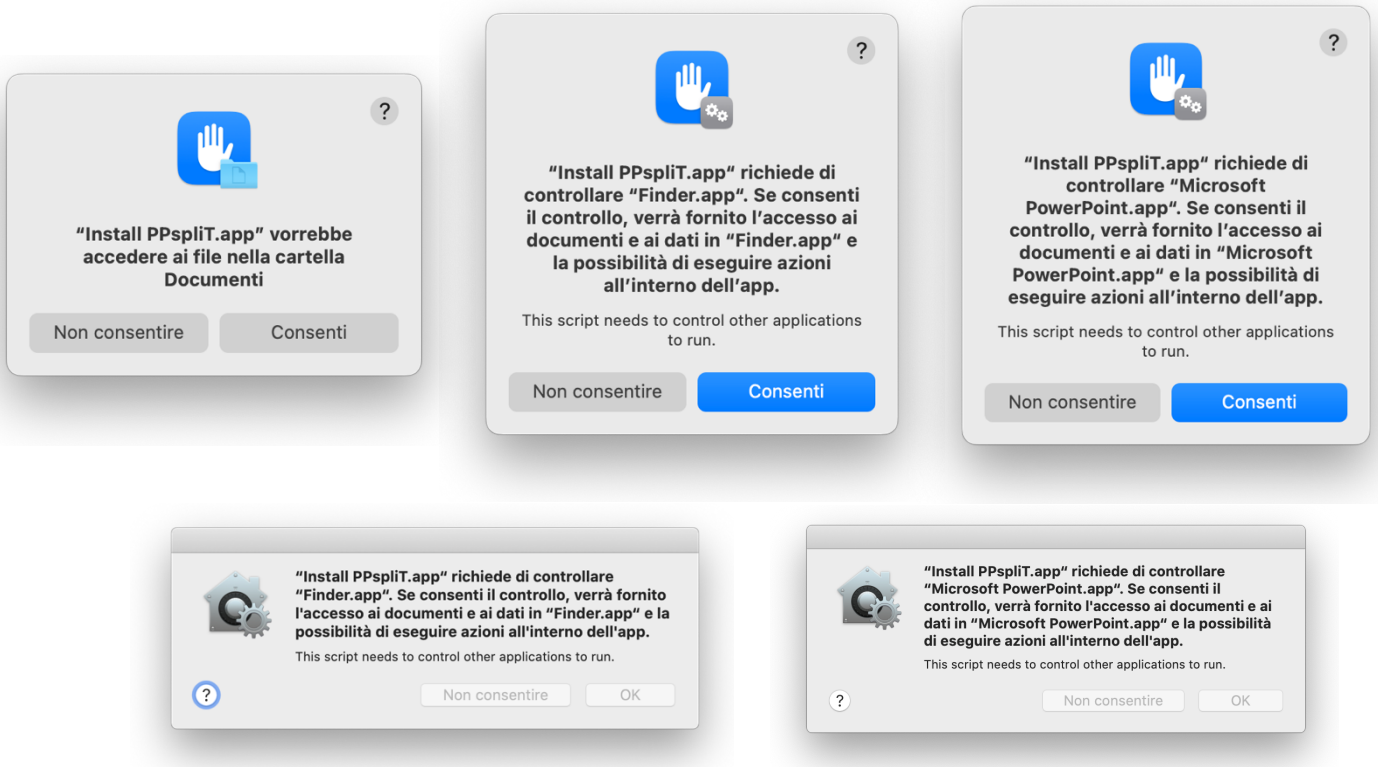 ?
“Install PPspliT.app” vorrebbe
accedere ai file nella cartella
Documenti
Non consentire
Consenti
?
“Install PPspliT.app“ richiede di
controllare “Finder.app“. Se consenti
il controllo, verrà fornito l’accesso ai
documenti e ai dati in “Finder.app“ e
la possibilità di eseguire azioni
all’interno dell’app.
This script needs to control other applications
to run.
Non consentire
Consenti
?
“Install PPspliT.app“ richiede di
controllare “Microsoft
PowerPoint.app“. Se consenti il
controllo, verrà fornito l’accesso ai
documenti e ai dati in “Microsoft
PowerPoint.app“ e la possibilità di
eseguire azioni all’interno dell’app.
This script needs to control other applications
to run.
Non consentire
Consenti
“Install PPspliT.app“ richiede di controllare
“Finder.app“. Se consenti il controllo, verrà fornito
l'accesso ai documenti e ai dati in “Finder.app“ e la
possibilità di eseguire azioni all'interno dell'app.
This script needs to control other applications to run.
?
Non consentire
OK
“Install PPspliT.app“ richiede di controllare
“Microsoft PowerPoint.app“. Se consenti il
controllo, verrà fornito l'accesso ai documenti e ai
dati in “Microsoft PowerPoint.app“ e la possibilità
di eseguire azioni all'interno dell'app.
This script needs to control other applications to run.
?
Non consentire
OK